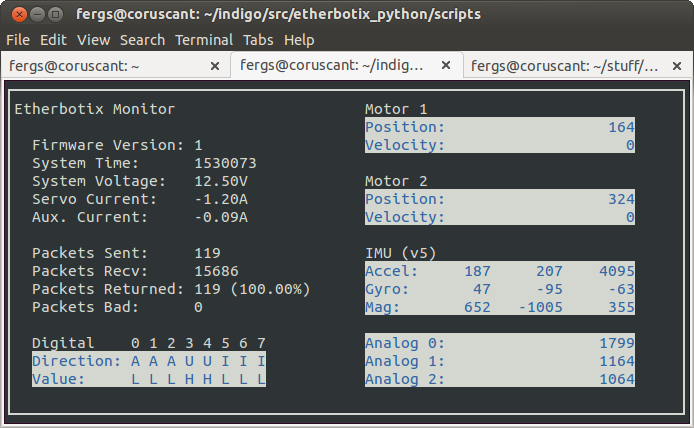 fergs@coruscant: ~/indigo/src/etherbotix_python/scripts
File Edit View Search Terminal Tabs Help
fergs@coruscant: ~ × fergs@coruscant: ~/indig... × fergs@coruscant: ~/stuff/... ×
Etherbotix Monitor
Firmware Version: 1
System Time: 1530073
System Voltage: 12.50V
Servo Current: -1.20A
Aux. Current: -0.09A
Packets Sent: 119
Packets Recv: 15686
Packets Returned: 119 (100.00%)
Packets Bad: 0
Digital 0 1 2 3 4 5 6 7
Direction: A A A U U I I I
Value: L L L H H L L L
Motor 1
Position: 164
Velocity: 0
Motor 2
Position: 324
Velocity: 0
IMU (v5)
Accel: 187 207 4095
Gyro: 47 -95 -63
Mag: 652 -1005 355
Analog 0: 1799
Analog 1: 1164
Analog 2: 1064